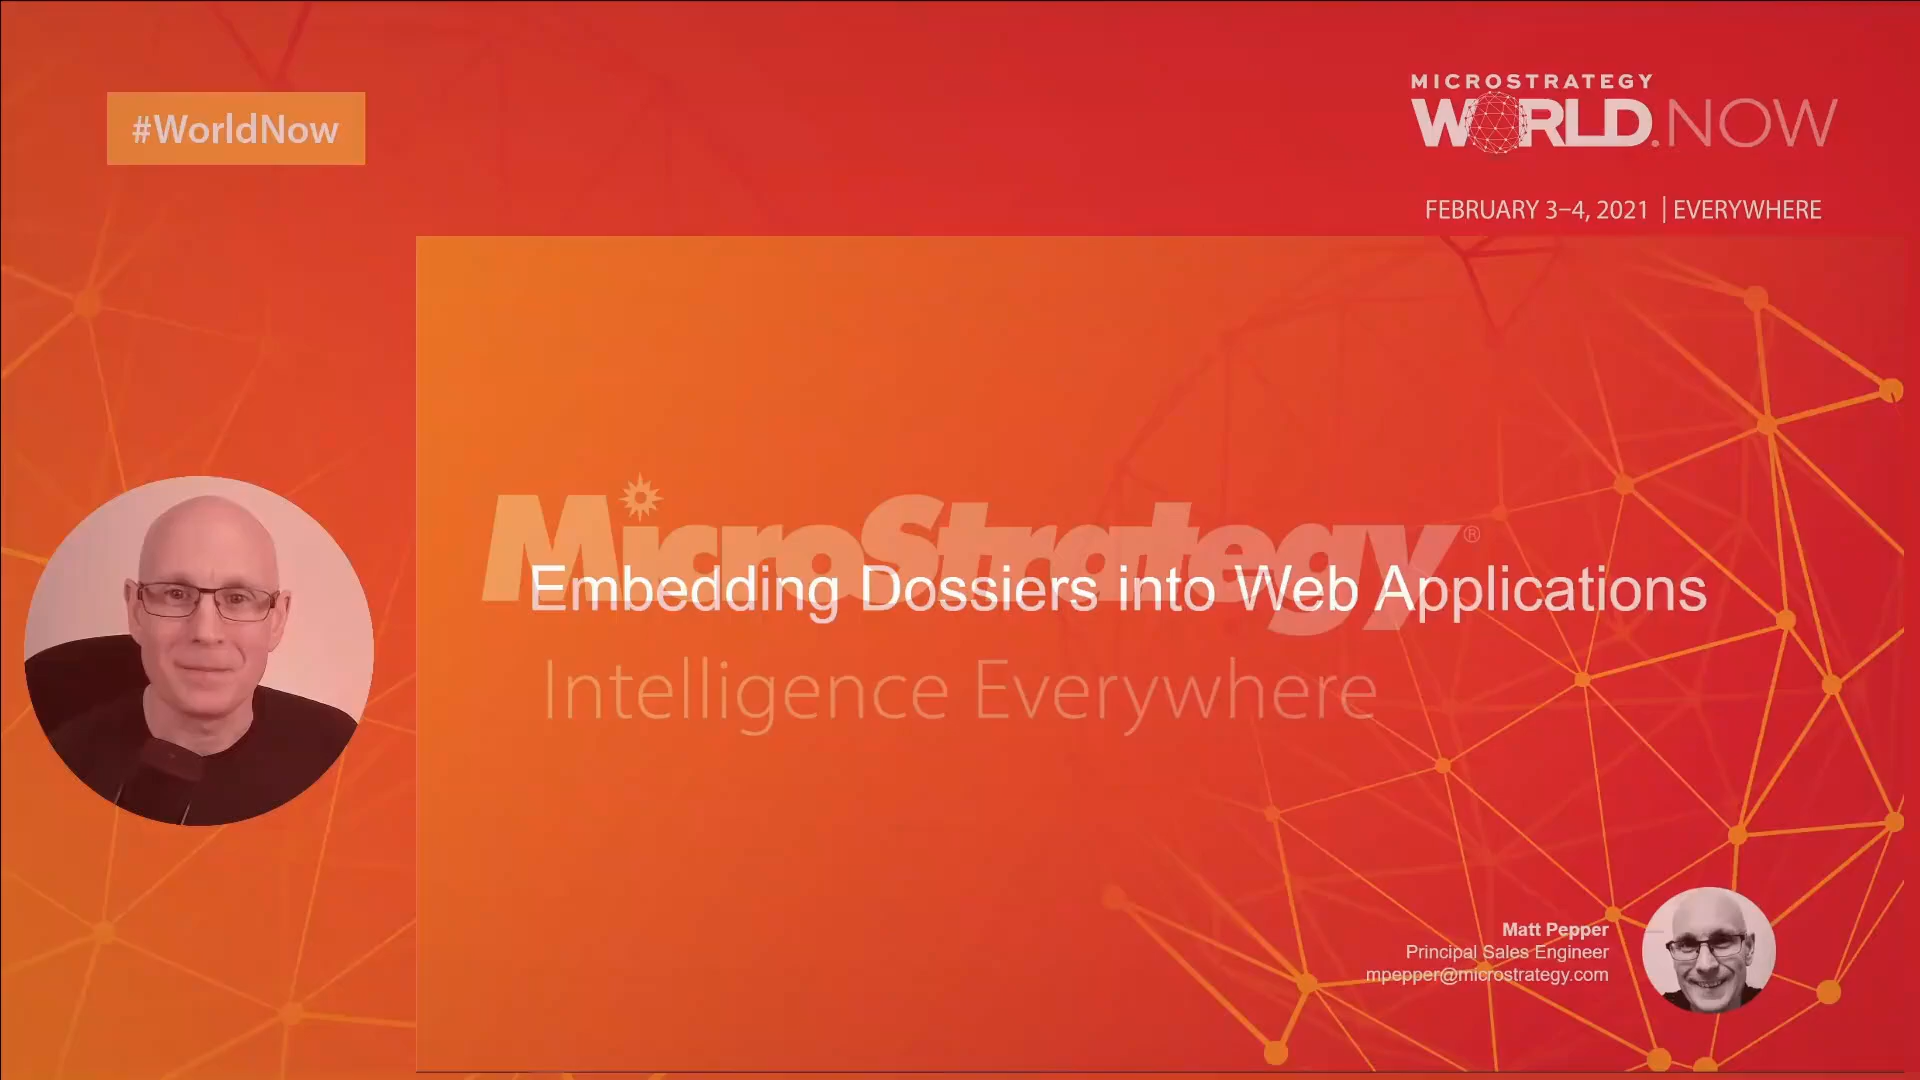 #WorldNow
MICROSTRATEGY
WORLD.NOW
FEBRUARY 3–4, 2021 | EVERYWHERE
MicroStrategy®
Embedding Dossiers into Web Applications
Intelligence Everywhere
Matt Pepper
Principal Sales Engineer
mpepper@microstrategy.com